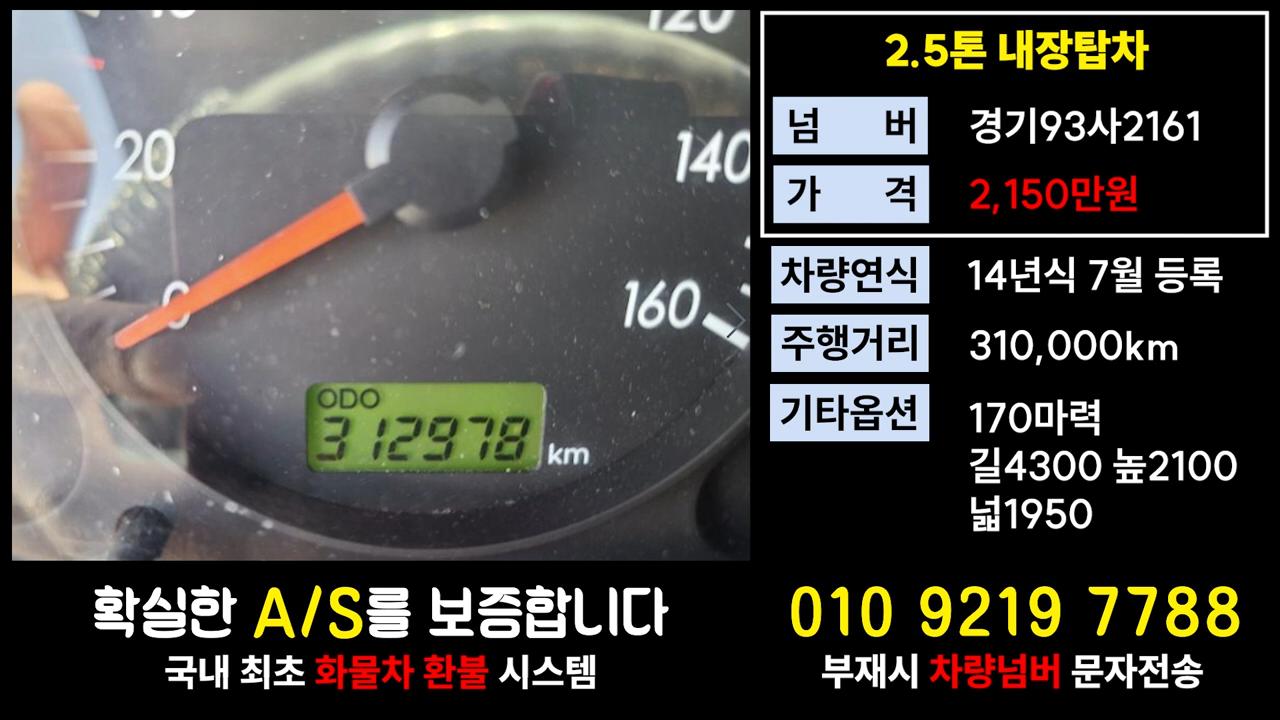 120
20
140
0
160
ODO
312978 km
2.5톤 내장탑차
넘 버 경기93사2161
가 격 2,150만원
차량연식 14년식 7월 등록
주행거리 310,000km
기타옵션 170마력
길4300 높2100
넓1950
확실한 A/S를 보증합니다
국내 최초 화물차 환불 시스템
010 9219 7788
부재시 차량넘버 문자전송